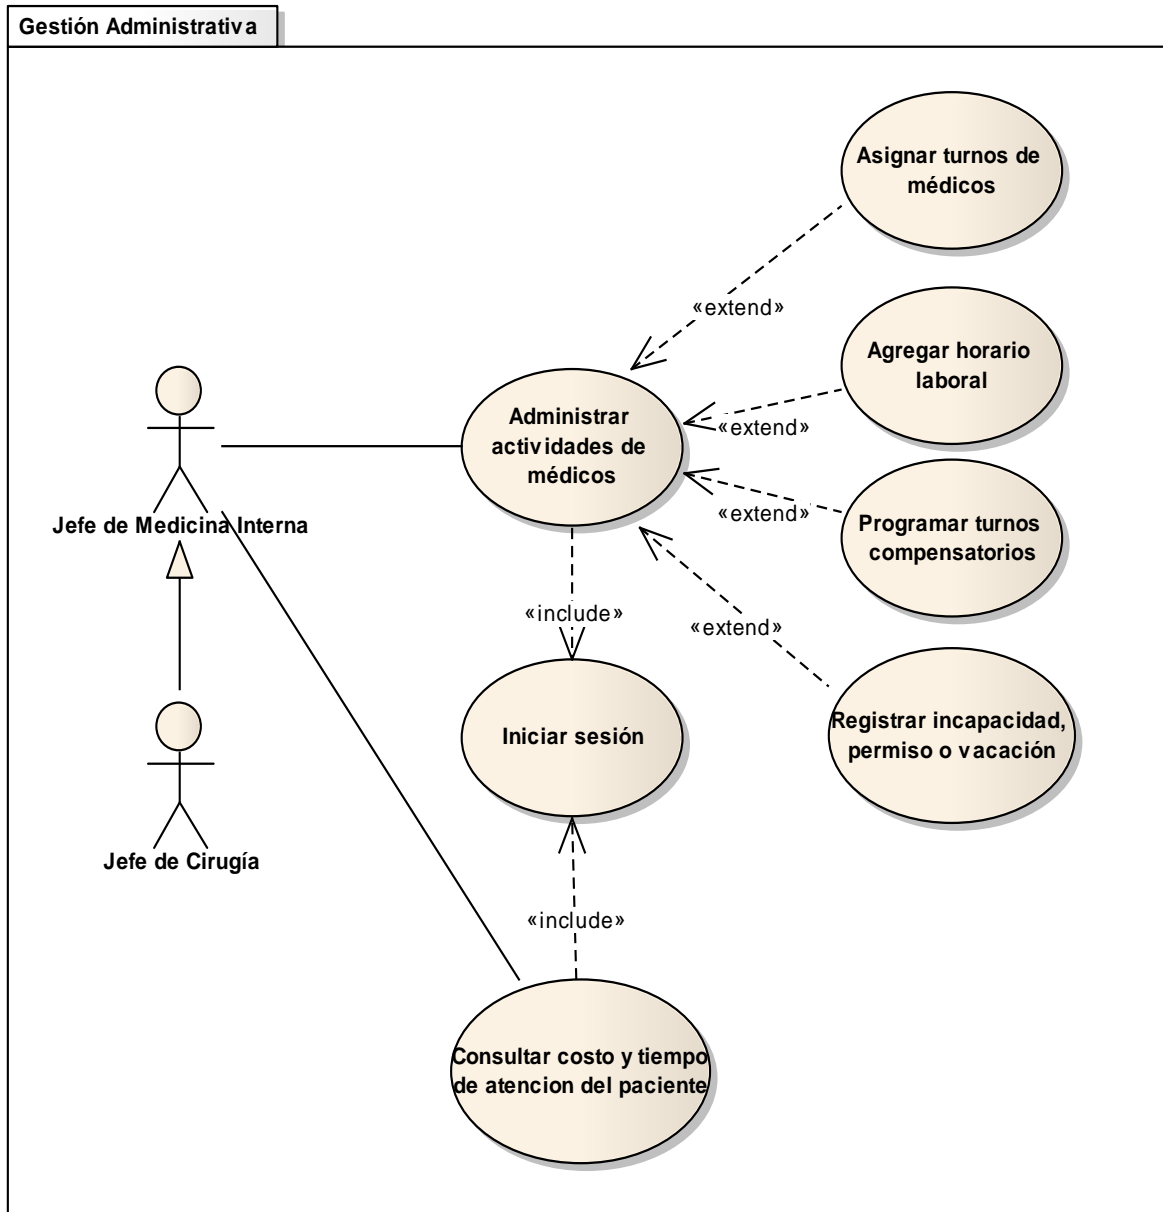 Gestión Administrativa
Asignar turnos de
médicos
«extend»
Agregar horario
laboral
«extend»
Administrar
actividades de
médicos
Jefe de Medicina Interna
«extend»
Programar turnos
compensatorios
«include»
«extend»
Registrar incapacidad,
permiso o vacación
Iniciar sesión
Jefe de Cirugía
«include»
Consultar costo y tiempo
de atencion del paciente